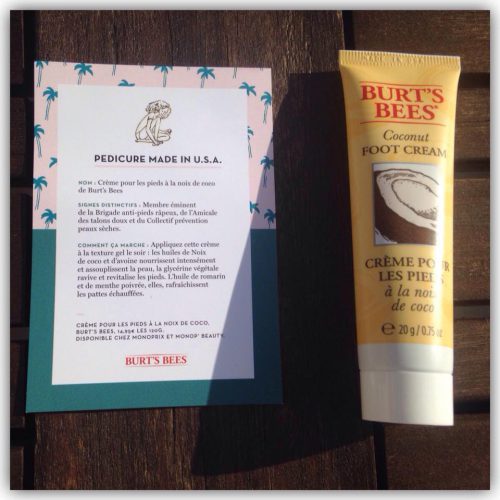 PEDICURE MADE IN U.S.A.
NOM : Crème pour les pieds à la noix de coco
de Burt's Bees
SIGNES DISTINCTIFS : Membre éminent
de la Brigade anti-pieds râpeux, de l'Amicale
des talons doux et du Collectif prévention
peaux sèches.
COMMENT ÇA MARCHE : Appliquez cette crème
à la texture gel le soir : les huiles de Noix
de coco et d'avoine nourrissent intensément
et assouplissent la peau, la glycérine végétale
ravive et revitalise les pieds. L'huile de romarin
et de menthe poivrée, elles, rafraîchissent
les pattes échauffées.
CRÈME POUR LES PIEDS À LA NOIX DE COCO,
BURT'S BEES, 14,95€ LES 120G.
DISPONIBLE CHEZ MONOPRIX ET MONOP' BEAUTY.
BURT'S BEES
BURT'S
BEES
Coconut
FOOT CREAM
CRÈME POUR
LES PIEDS
à la noix
de coco
e 20 g / 0.75 oz